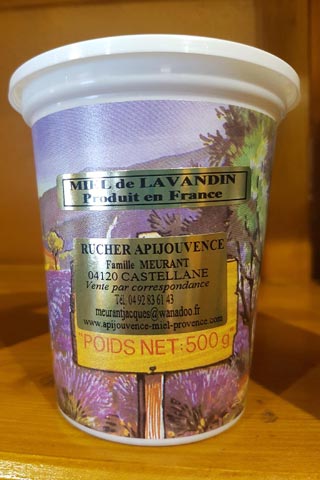 MIEL de LAVANDIN
Produit en France
RUCHER APIJOUVENCE
Famille MEURANT
04120 CASTELLANE
Vente par correspondance
Tél. 04 92 83 61 43
meurantjacques@wanadoo.fr
www.apijouvence-miel-provence.com
"POIDS NET:500 g"